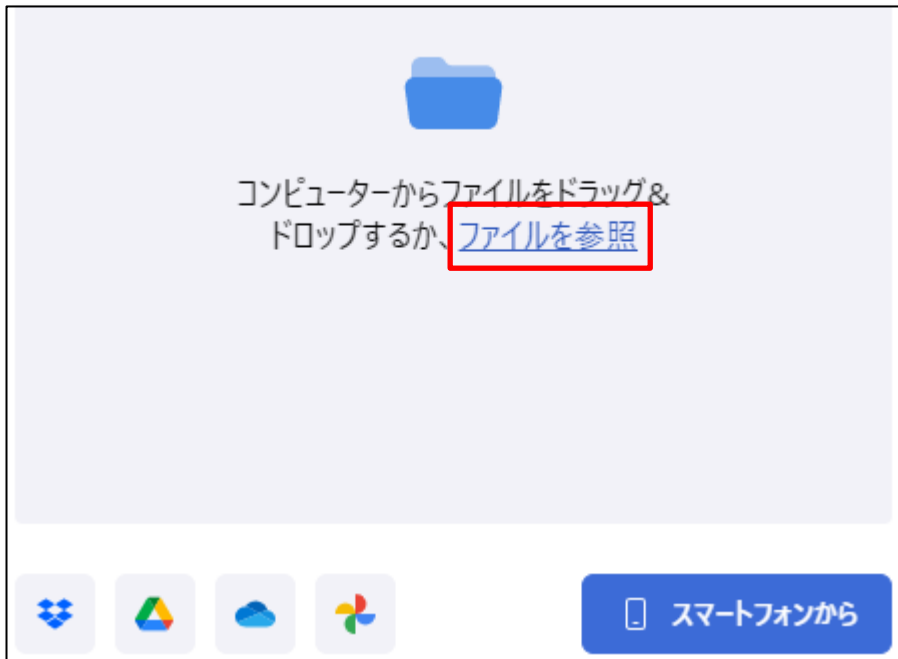 コンピューターからファイルをドラッグ&
ドロップするか、ファイルを参照
スマートフォンから